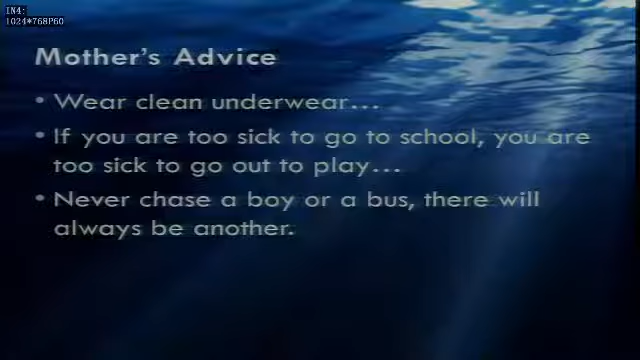 IN4:
1024*768P60
Mother's Advice
• Wear clean underwear...
• If you are too sick to go to school, you are
too sick to go out to play...
• Never chase a boy or a bus, there will
always be another.